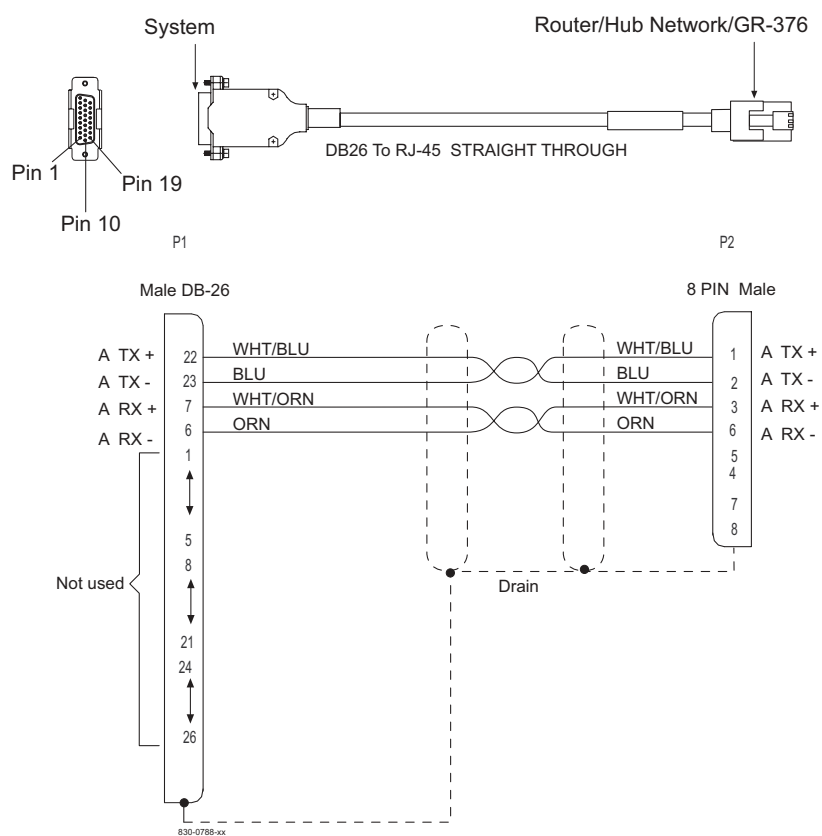 System
Router/Hub Network/GR-376
DB26 To RJ-45 STRAIGHT THROUGH
Pin 1
Pin 19
Pin 10
P1
P2
Male DB-26
8 PIN Male
A TX + 22 WHT/BLU WHT/BLU 1 A TX +
A TX - 23 BLU BLU 2 A TX -
A RX + 7 WHT/ORN WHT/ORN 3 A RX +
A RX - 6 ORN ORN 6 A RX -
1 5
4
7
5 8
8
Not used
Drain
21
24
26
830-0788-xx